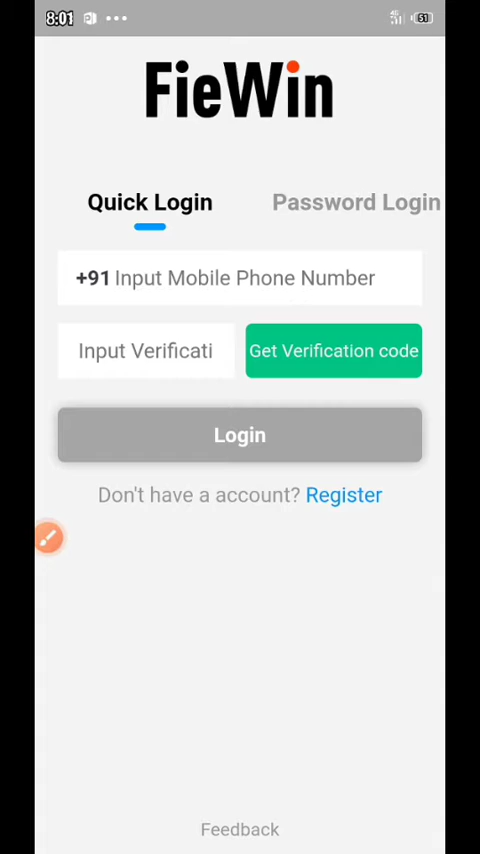 8:01
51
FieWin
Quick Login
Password Login
+91 Input Mobile Phone Number
Input Verificati
Get Verification code
Login
Don't have a account? Register
Feedback